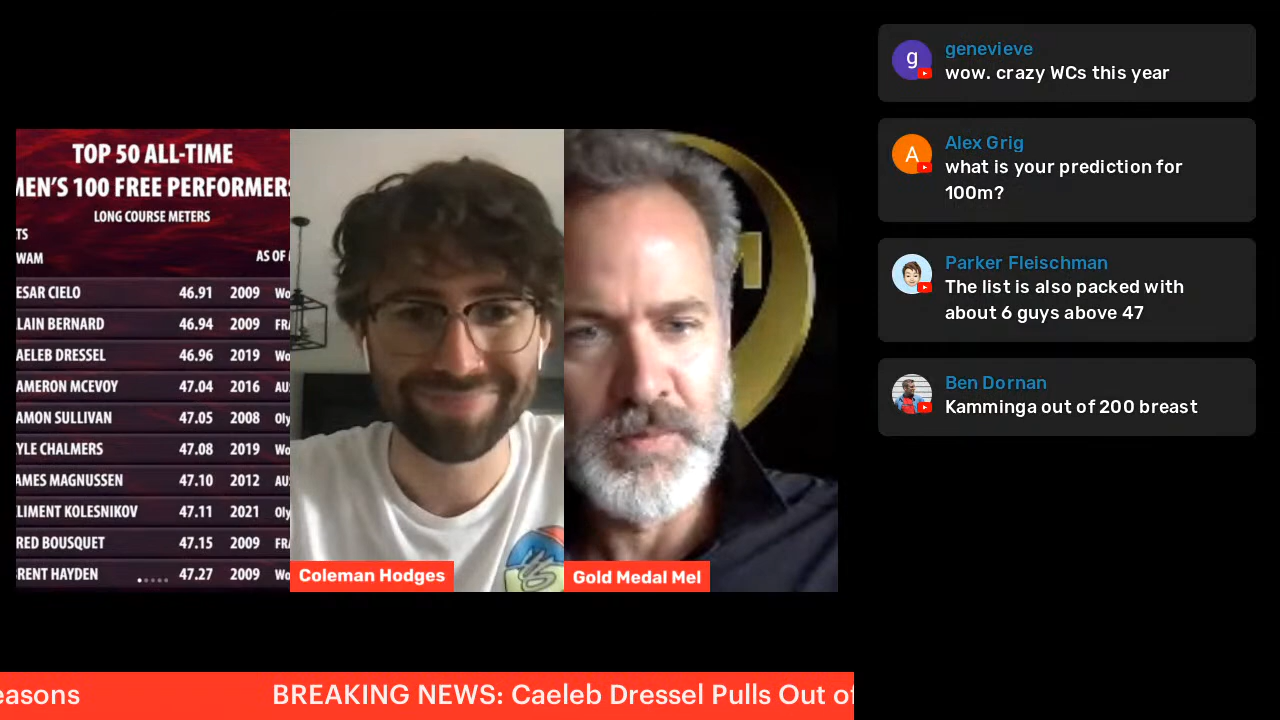 TOP 50 ALL-TIME
MEN'S 100 FREE PERFORMERS
LONG COURSE METERS
TS
WAM AS OF
ESAR CIELO 46.91 2009 Wo
LAIN BERNARD 46.94 2009 FRA
AELEB DRESSEL 46.96 2019 Wo
AMERON MCEVOY 47.04 2016 AUS
AMON SULLIVAN 47.05 2008 Oly
YLE CHALMERS 47.08 2019 Wo
AMES MAGNUSSEN 47.10 2012 AUS
LIMENT KOLESNIKOV 47.11 2021 Oly
RED BOUSQUET 47.15 2009 FRA
RENT HAYDEN 47.27 2009 Wo
Coleman Hodges
Gold Medal Mel
g
genevieve
wow. crazy WCs this year
A
Alex Grig
what is your prediction for
100m?
Parker Fleischman
The list is also packed with
about 6 guys above 47
Ben Dornan
Kamminga out of 200 breast
easons BREAKING NEWS: Caeleb Dressel Pulls Out of